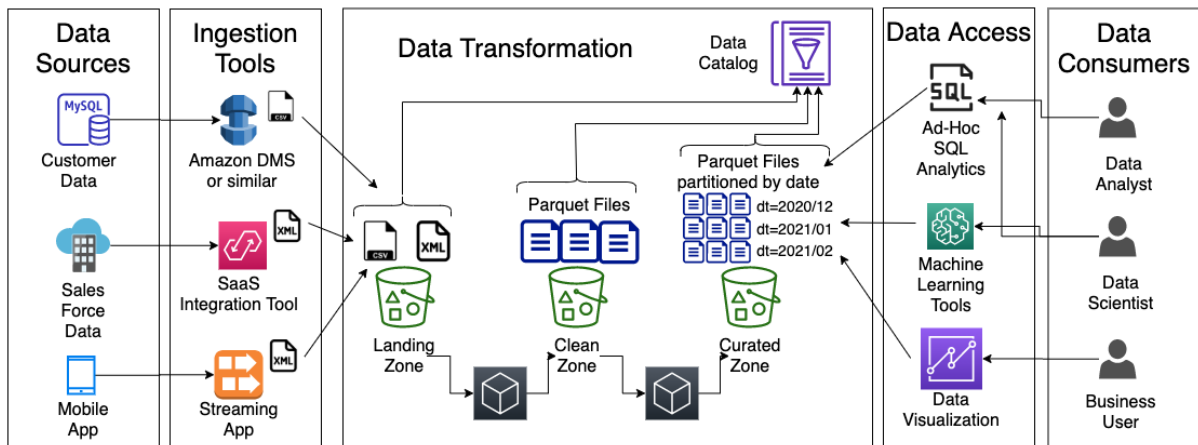 Data
Sources
MySQL
Customer
Data
Sales
Force
Data
Mobile
App
Ingestion
Tools
CSV
Amazon DMS
or similar
XML
SaaS
Integration Tool
XML
Streaming
App
Data Transformation
Data
Catalog
CSV
XML
Landing
Zone
Parquet Files
Clean
Zone
Parquet Files
partitioned by date
dt=2020/12
dt=2021/01
dt=2021/02
Curated
Zone
Data Access
SQL
Ad-Hoc
SQL
Analytics
Machine
Learning
Tools
Data
Visualization
Data
Consumers
Data
Analyst
Data
Scientist
Business
User